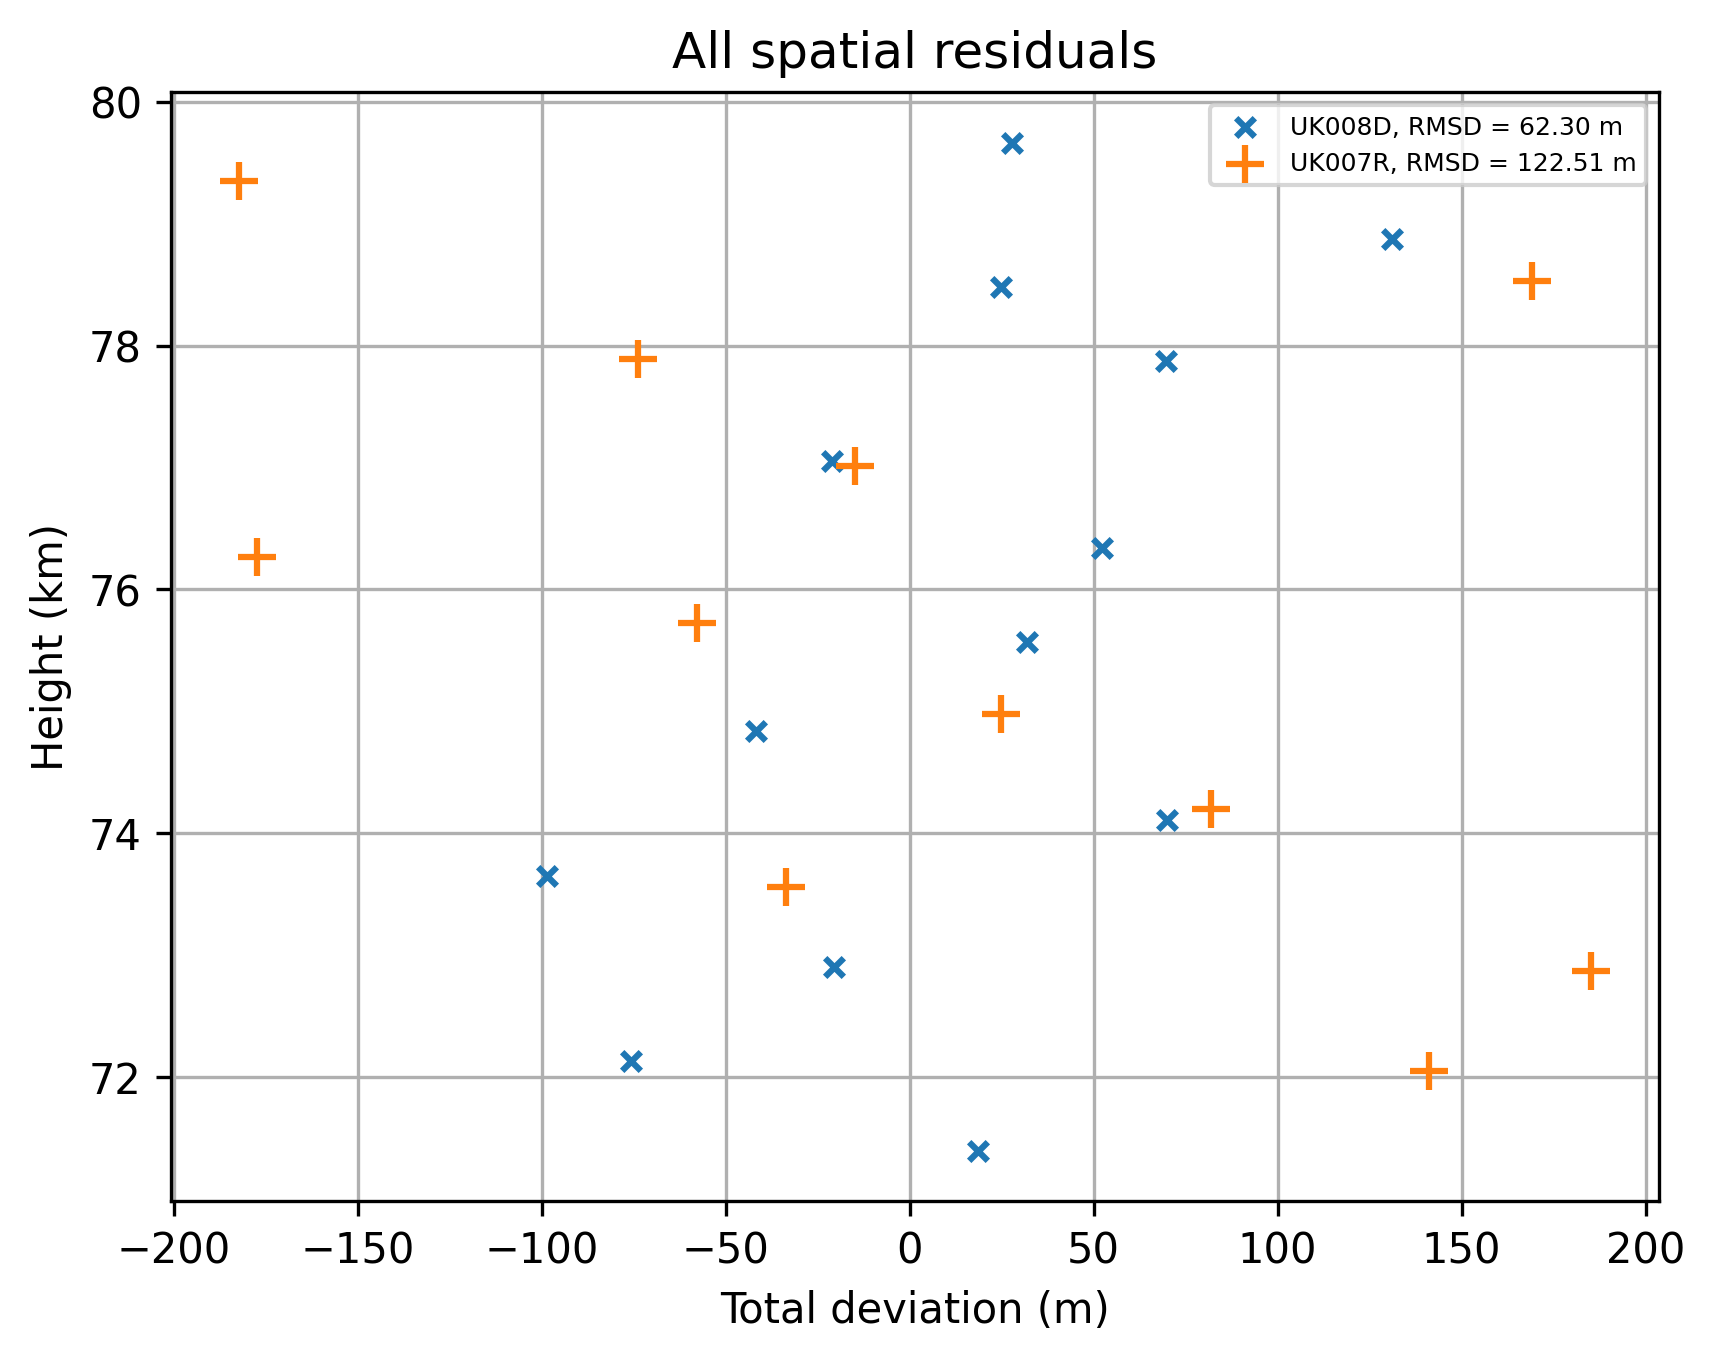 All spatial residuals
UK008D, RMSD = 62.30 m
UK007R, RMSD = 122.51 m
80
78
76
74
72
Height (km)
−200 −150 −100 −50 0 50 100 150 200
Total deviation (m)